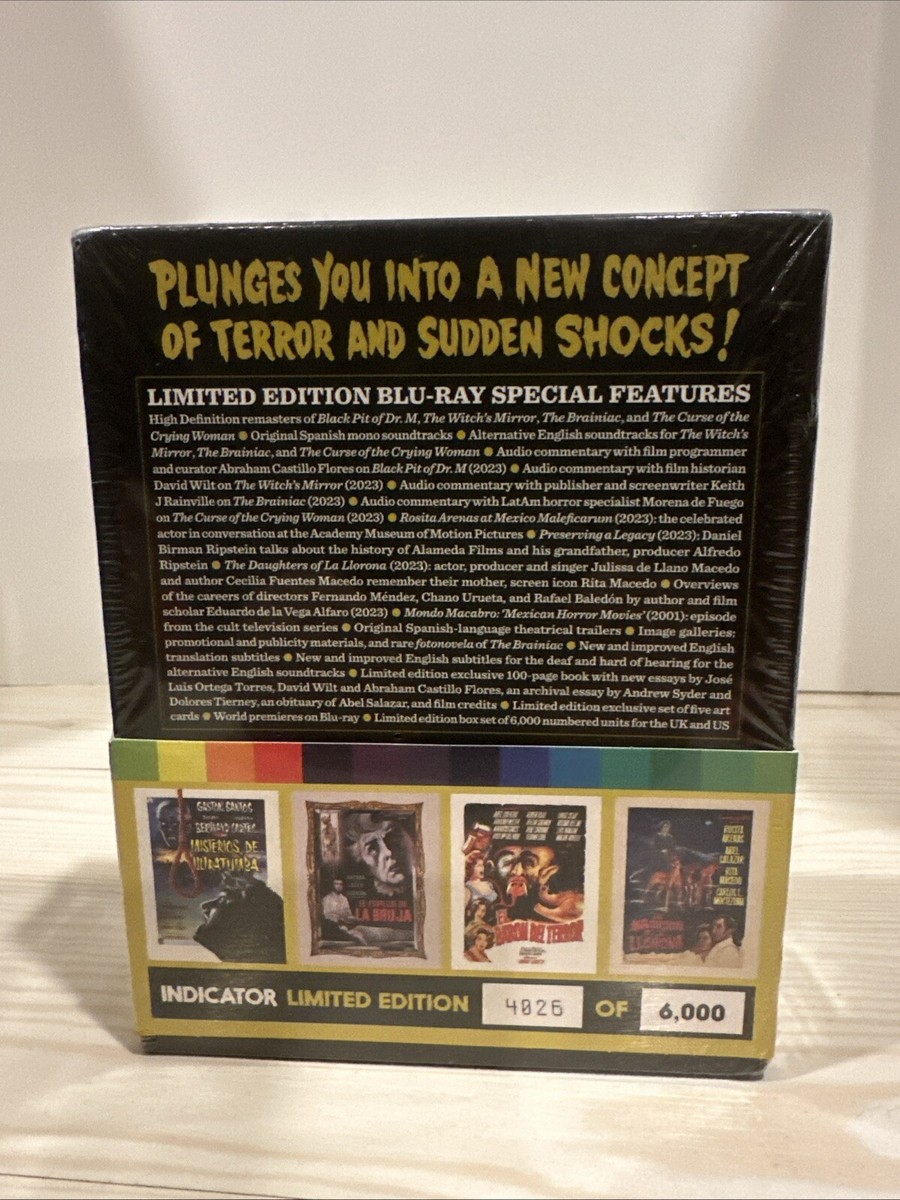 PLUNGES YOU INTO A NEW CONCEPT
OF TERROR AND SUDDEN SHOCKS!
LIMITED EDITION BLU-RAY SPECIAL FEATURES
High Definition remasters of Black Pit of Dr. M, The Witch's Mirror, The Brainiac, and The Curse of the
Crying Woman ● Original Spanish mono soundtracks ● Alternative English soundtracks for The Witch's
Mirror, The Brainiac, and The Curse of the Crying Woman ● Audio commentary with film programmer
and curator Abraham Castillo Flores on Black Pit of Dr. M (2023) ● Audio commentary with film historian
David Wilt on The Witch's Mirror (2023) ● Audio commentary with publisher and screenwriter Keith
J Rainville on The Brainiac (2023) ● Audio commentary with LatAm horror specialist Morena de Fuego
on The Curse of the Crying Woman (2023) ● Rosita Arenas at Mexico Maleficarum (2023): the celebrated
actor in conversation at the Academy Museum of Motion Pictures ● Preserving a Legacy (2023): Daniel
Birman Ripstein talks about the history of Alameda Films and his grandfather, producer Alfredo
Ripstein ● The Daughters of La Llorona (2023): actor, producer and singer Julissa de Llano Macedo
and author Cecilia Fuentes Macedo remember their mother, screen icon Rita Macedo ● Overviews
of the careers of directors Fernando Méndez, Chano Urueta, and Rafael Baledón by author and film
scholar Eduardo de la Vega Alfaro (2023) ● Mondo Macabro: 'Mexican Horror Movies' (2001): episode
from the cult television series ● Original Spanish-language theatrical trailers ● Image galleries:
promotional and publicity materials, and rare fotonovela of The Brainiac ● New and improved English
translation subtitles ● New and improved English subtitles for the deaf and hard of hearing for the
alternative English soundtracks ● Limited edition exclusive 100-page book with new essays by José
Luis Ortega Torres, David Wilt and Abraham Castillo Flores, an archival essay by Andrew Syder and
Dolores Tierney, an obituary of Abel Salazar, and film credits ● Limited edition exclusive set of five art
cards ● World premieres on Blu-ray ● Limited edition box set of 6,000 numbered units for the UK and US
GASTON SANTOS
MISTERIOS DE
ULTRATUMBA
LA BRUJA
EL
BARON DEL TERROR
ROSITA
ARENAS
ABEL
SALAZAR
RITA
MACEDO
INDICATOR LIMITED EDITION 4026 OF 6,000